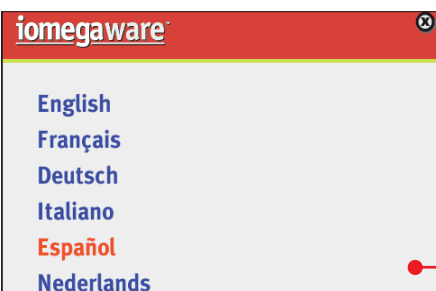 iomegaware
English
Français
Deutsch
Italiano
Español
Nederlands